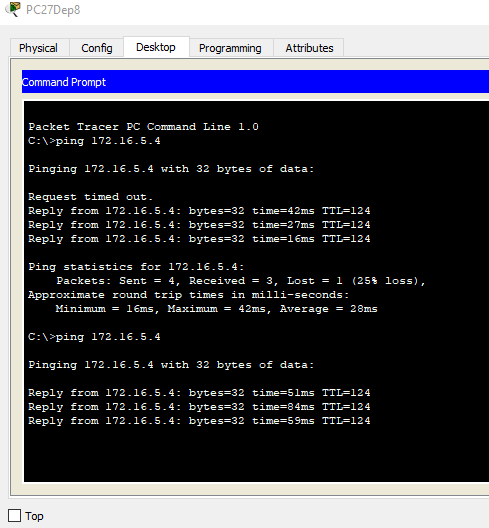 PC27Dep8
Physical Config Desktop Programming Attributes
Command Prompt
Packet Tracer PC Command Line 1.0
C:\>ping 172.16.5.4
Pinging 172.16.5.4 with 32 bytes of data:
Request timed out.
Reply from 172.16.5.4: bytes=32 time=42ms TTL=124
Reply from 172.16.5.4: bytes=32 time=27ms TTL=124
Reply from 172.16.5.4: bytes=32 time=16ms TTL=124
Ping statistics for 172.16.5.4:
Packets: Sent = 4, Received = 3, Lost = 1 (25% loss),
Approximate round trip times in milli-seconds:
Minimum = 16ms, Maximum = 42ms, Average = 28ms
C:\>ping 172.16.5.4
Pinging 172.16.5.4 with 32 bytes of data:
Reply from 172.16.5.4: bytes=32 time=51ms TTL=124
Reply from 172.16.5.4: bytes=32 time=84ms TTL=124
Reply from 172.16.5.4: bytes=32 time=59ms TTL=124
Top